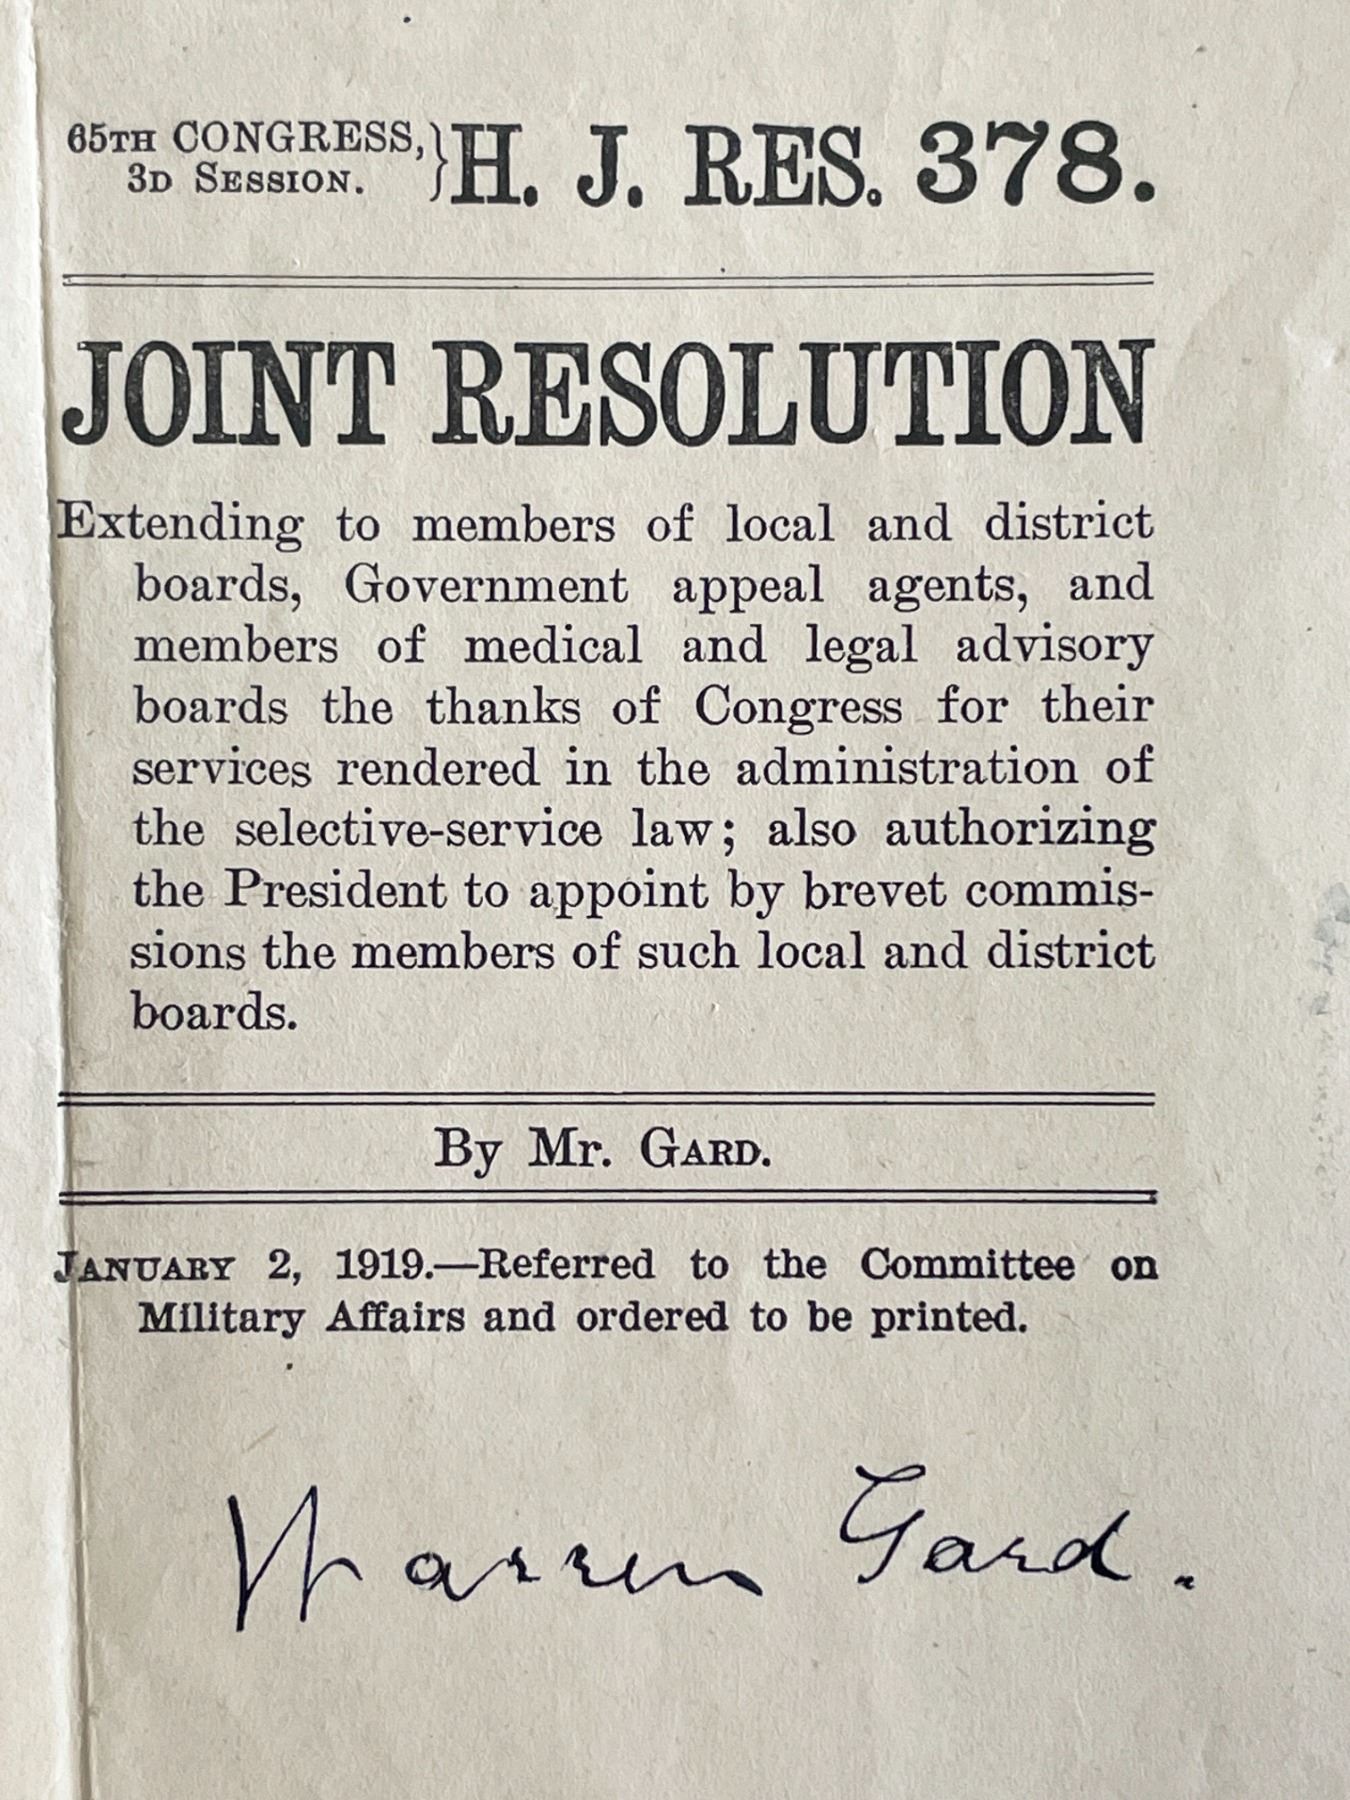 65TH CONGRESS,
3D SESSION.
} H. J. RES. 378.
JOINT RESOLUTION
Extending to members of local and district
boards, Government appeal agents, and
members of medical and legal advisory
boards the thanks of Congress for their
services rendered in the administration of
the selective-service law; also authorizing
the President to appoint by brevet commis-
sions the members of such local and district
boards.
By Mr. GARD.
JANUARY 2, 1919.—Referred to the Committee on
Military Affairs and ordered to be printed.
Warren Gard.